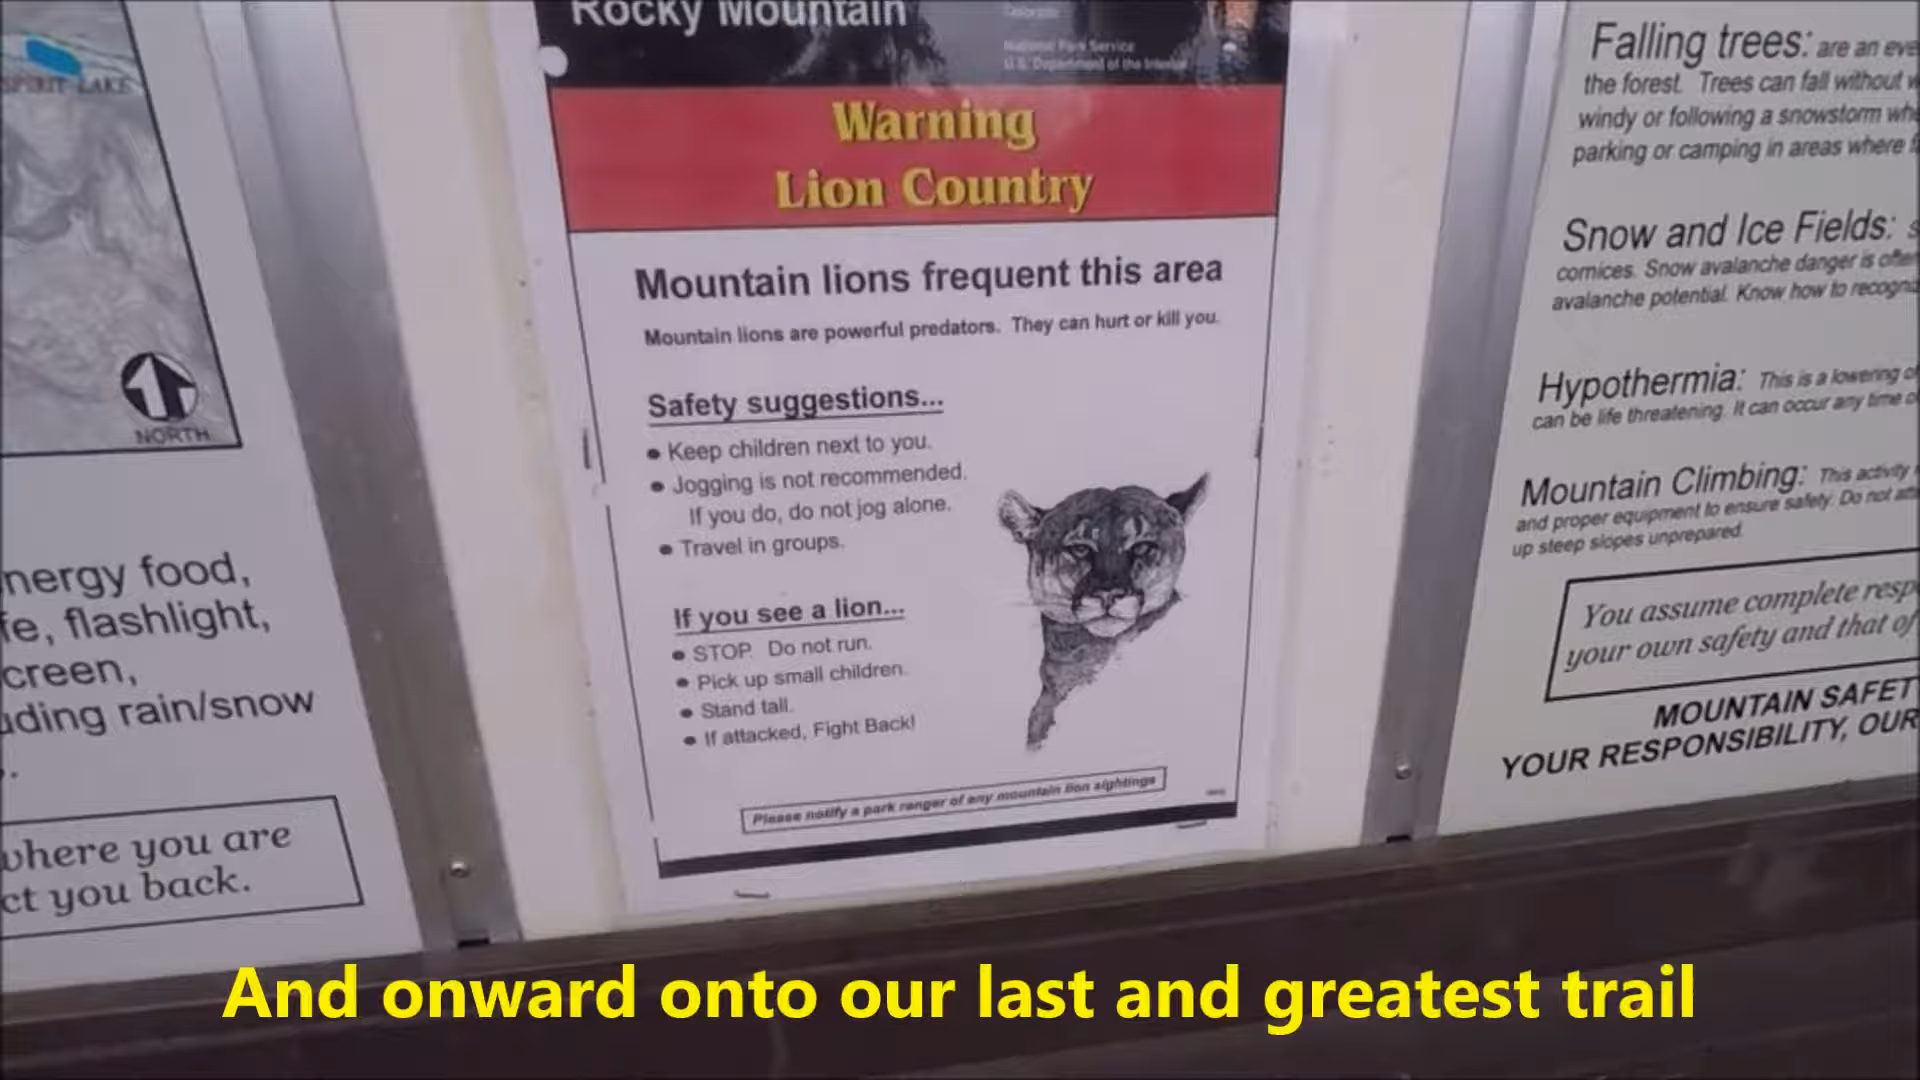 SPIRIT LAKE
NORTH
nergy food,
fe, flashlight,
creen,
uding rain/snow
where you are
ct you back.
Rocky Mountain
Colorado
National Park Service
U.S. Department of the Interior
Warning
Lion Country
Mountain lions frequent this area
Mountain lions are powerful predators. They can hurt or kill you.
Safety suggestions...
• Keep children next to you.
• Jogging is not recommended.
If you do, do not jog alone.
• Travel in groups.
If you see a lion...
• STOP. Do not run.
• Pick up small children.
• Stand tall.
• If attacked, Fight Back!
Please notify a park ranger of any mountain lion sightings
Falling trees: are an eve
the forest. Trees can fall without w
windy or following a snowstorm whe
parking or camping in areas where
Snow and Ice Fields: S
cornices. Snow avalanche danger is often
avalanche potential. Know how to recogni
Hypothermia: This is a lowering of
can be life threatening. It can occur any time o
Mountain Climbing: This activity
and proper equipment to ensure safety. Do not att
up steep slopes unprepared.
You assume complete resp
your own safety and that of
MOUNTAIN SAFET
YOUR RESPONSIBILITY, OUR
And onward onto our last and greatest trail